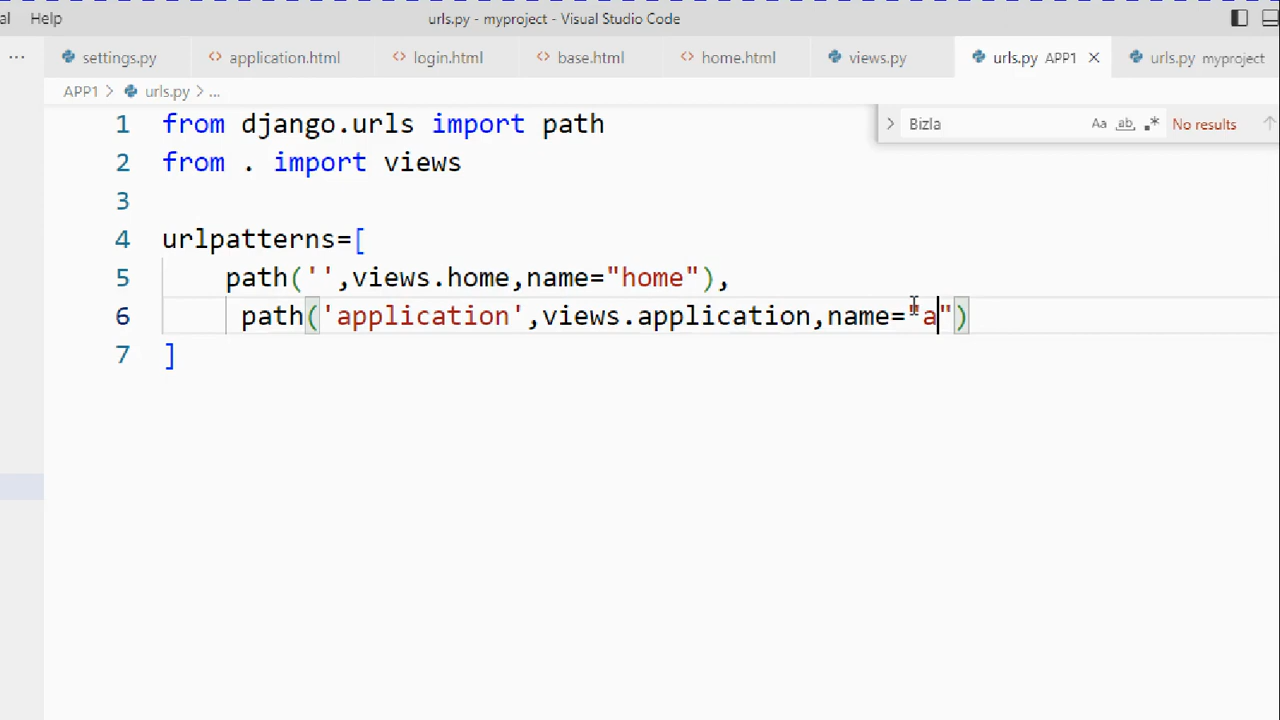 al Help
urls.py - myproject - Visual Studio Code
... settings.py <> application.html <> login.html <> base.html <> home.html views.py urls.py APP1 × urls.py myproject
APP1 > urls.py > ...
Bizla Aa ab .* No results
1 from django.urls import path
2 from . import views
3
4 urlpatterns=[
5 path('',views.home,name="home"),
6 path('application',views.application,name="a")
7 ]